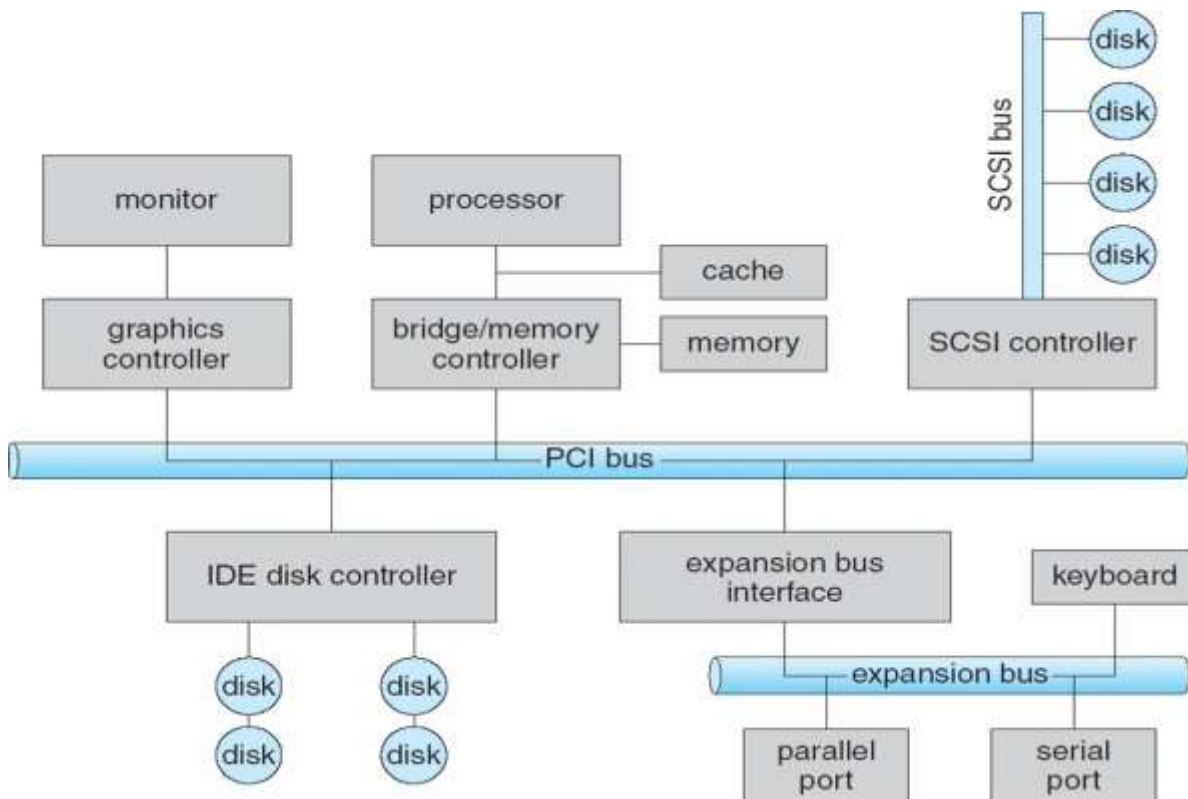 disk
disk
disk
disk
SCSI bus
monitor
processor
cache
graphics
controller
bridge/memory
controller
memory
SCSI controller
PCI bus
IDE disk controller
expansion bus
interface
keyboard
disk
disk
disk
disk
expansion bus
parallel
port
serial
port